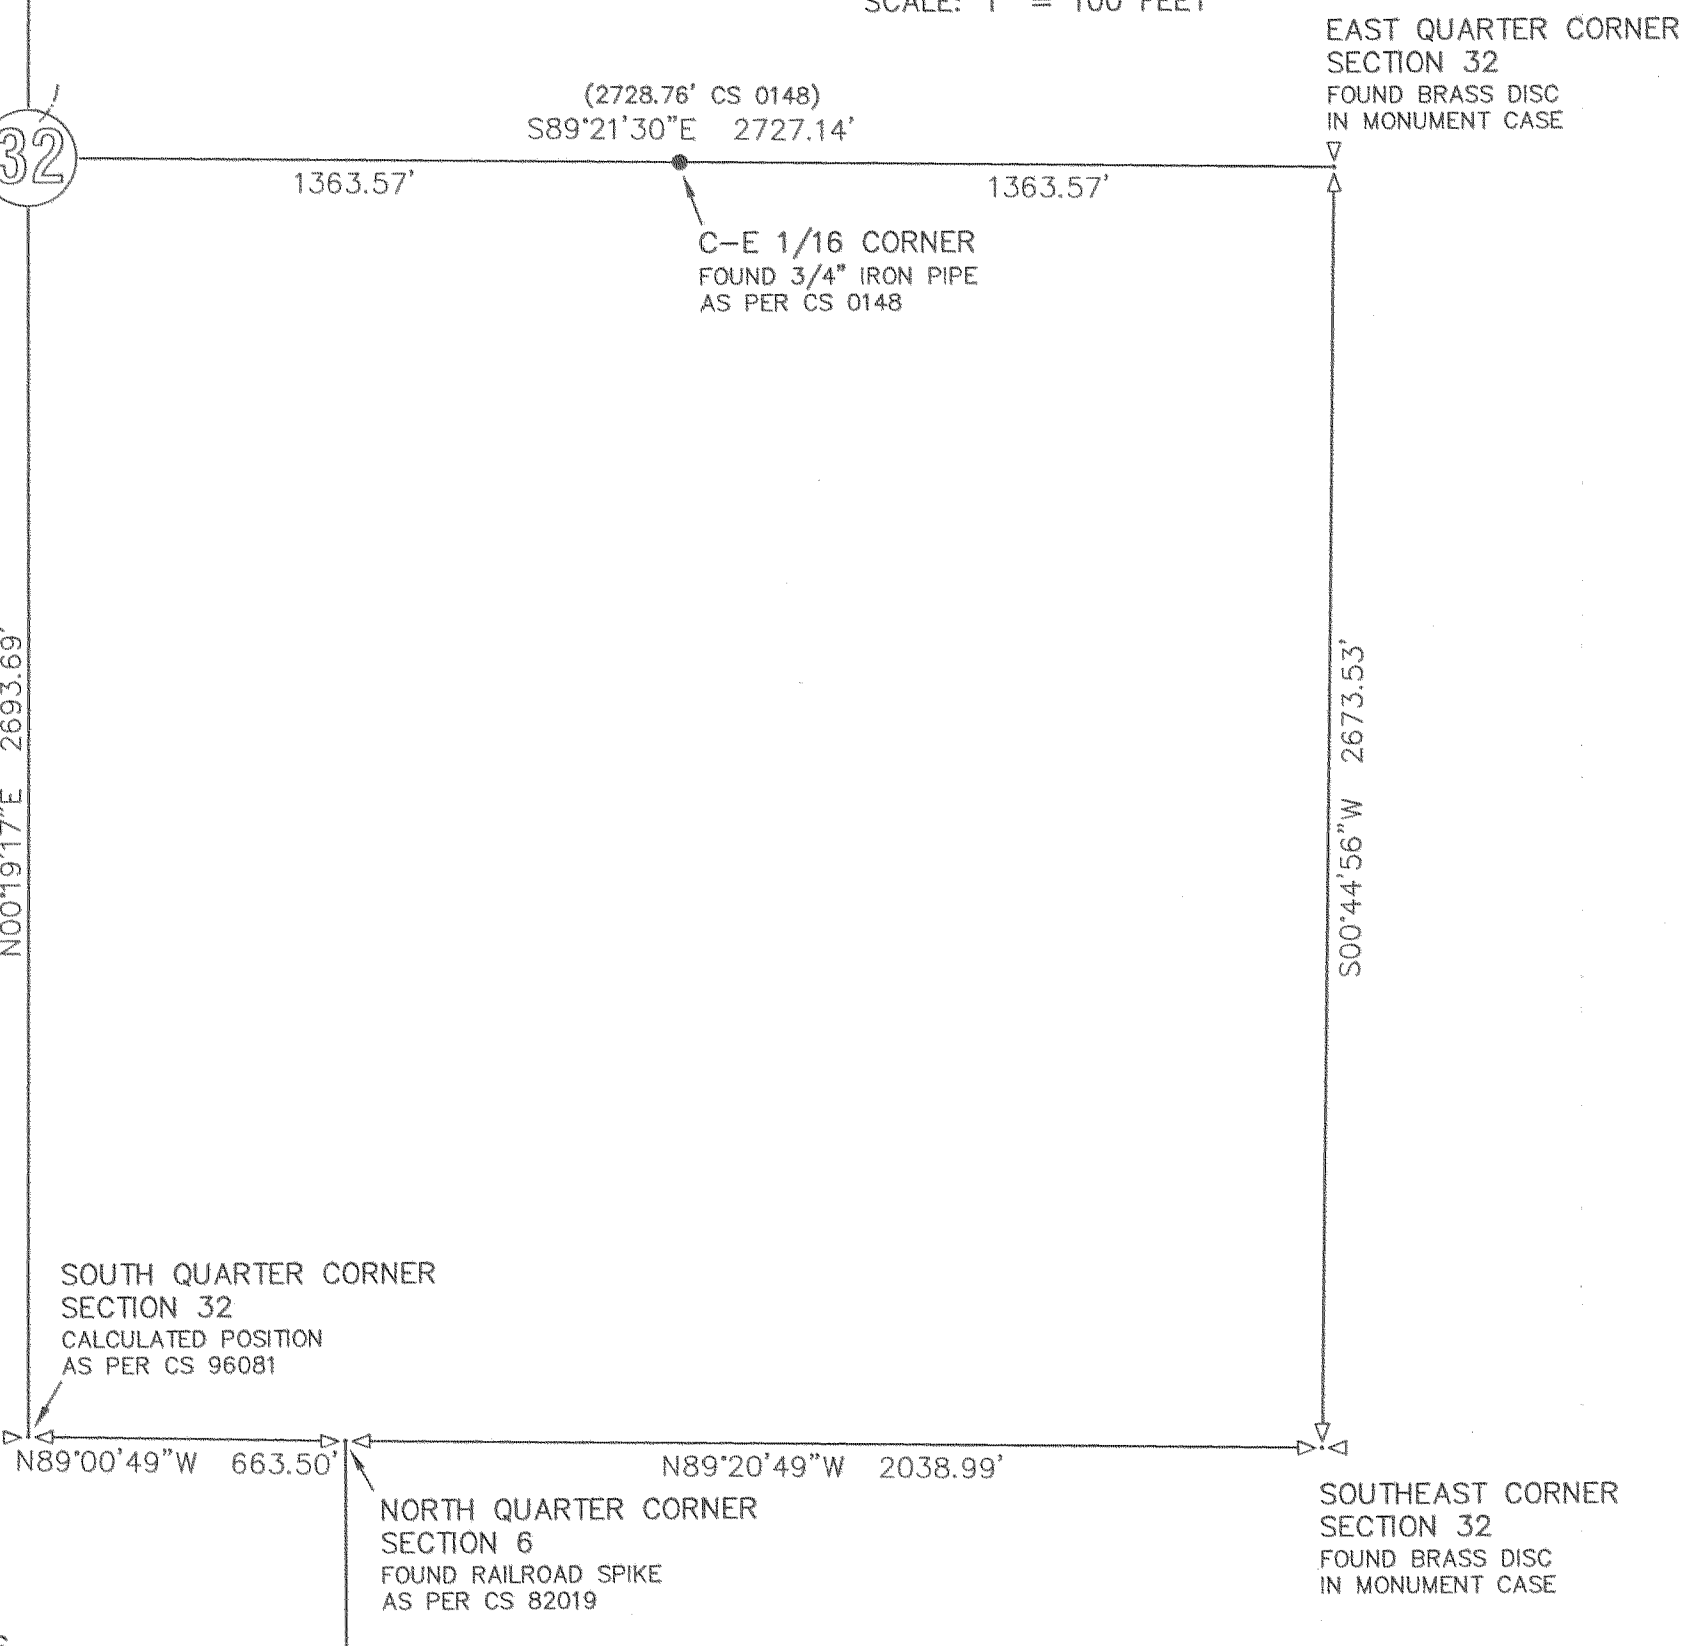 SCALE: 1" = 100 FEET
EAST QUARTER CORNER
SECTION 32
FOUND BRASS DISC
IN MONUMENT CASE
(2728.76' CS 0148)
S89°21'30"E 2727.14'
32
1363.57'
1363.57'
C-E 1/16 CORNER
FOUND 3/4" IRON PIPE
AS PER CS 0148
N00°19'17"E 2693.69'
S00°44'56"W 2673.53'
SOUTH QUARTER CORNER
SECTION 32
CALCULATED POSITION
AS PER CS 96081
N89°00'49"W 663.50'
N89°20'49"W 2038.99'
NORTH QUARTER CORNER
SECTION 6
FOUND RAILROAD SPIKE
AS PER CS 82019
SOUTHEAST CORNER
SECTION 32
FOUND BRASS DISC
IN MONUMENT CASE